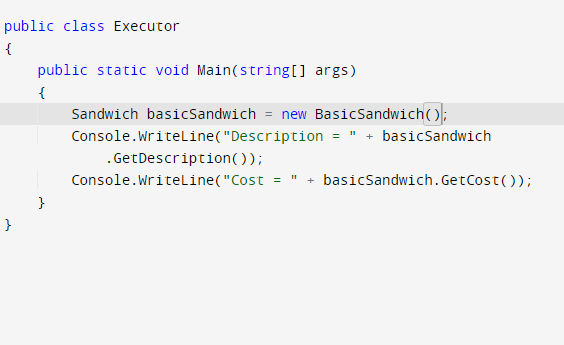 public class Executor
{
    public static void Main(string[] args)
    {
        Sandwich basicSandwich = new BasicSandwich();
        Console.WriteLine("Description = " + basicSandwich
            .GetDescription());
        Console.WriteLine("Cost = " + basicSandwich.GetCost());
    }
}